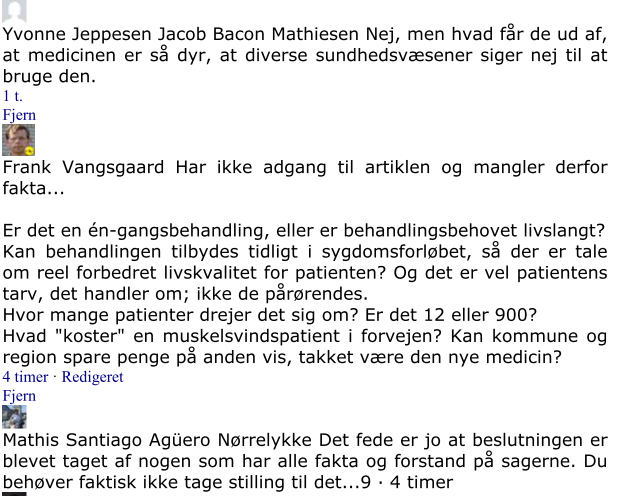 Yvonne Jeppesen Jacob Bacon Mathiesen Nej, men hvad får de ud af,
at medicinen er så dyr, at diverse sundhedsvæsener siger nej til at
bruge den.
1 t.
Fjern
Frank Vangsgaard Har ikke adgang til artiklen og mangler derfor
fakta...
Er det en én-gangsbehandling, eller er behandlingsbehovet livslangt?
Kan behandlingen tilbydes tidligt i sygdomsforløbet, så der er tale
om reel forbedret livskvalitet for patienten? Og det er vel patientens
tarv, det handler om; ikke de pårørendes.
Hvor mange patienter drejer det sig om? Er det 12 eller 900?
Hvad "koster" en muskelsvindspatient i forvejen? Kan kommune og
region spare penge på anden vis, takket være den nye medicin?
4 timer · Redigeret
Fjern
Mathis Santiago Agüero Nørrelykke Det fede er jo at beslutningen er
blevet taget af nogen som har alle fakta og forstand på sagerne. Du
behøver faktisk ikke tage stilling til det...9 · 4 timer